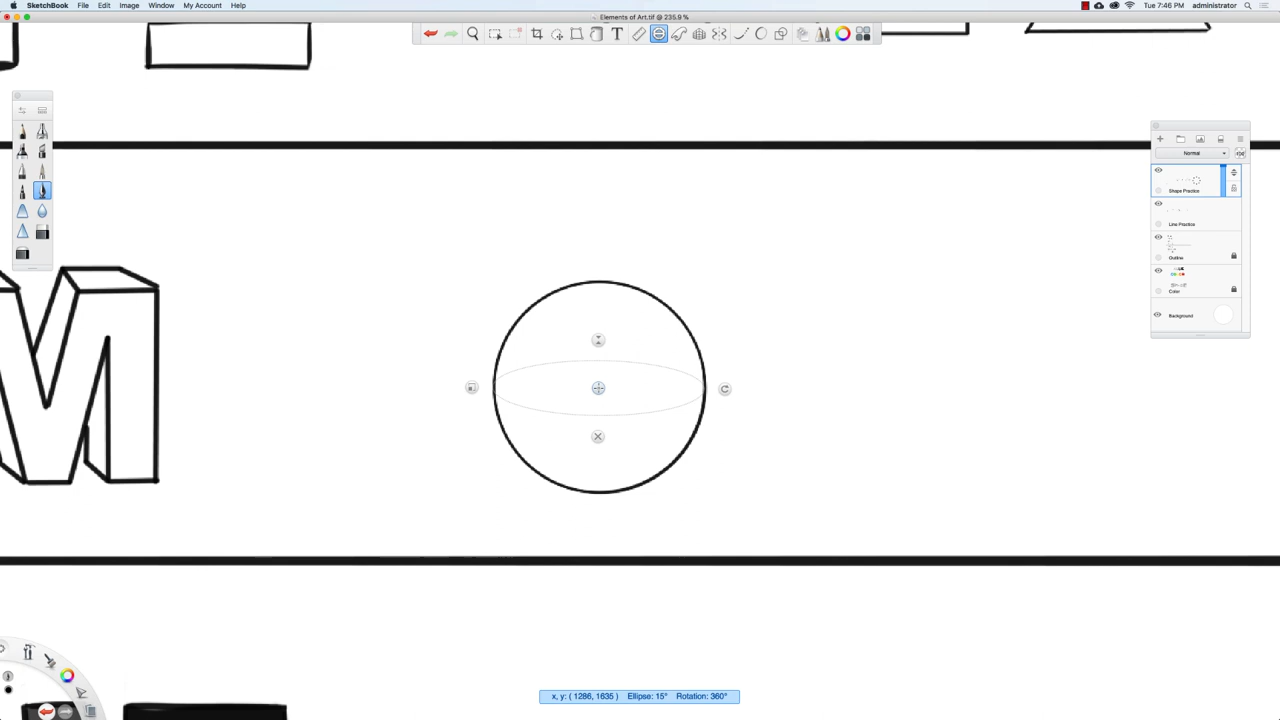 SketchBook File Edit Image Window My Account Help Tue 7:46 PM administrator
Elements of Art.tif @ 235.9 %
T
Normal
Shape Practice
Line Practice
Outline
Color
Background
M
x, y: ( 1286, 1635 ) Ellipse: 15° Rotation: 360°